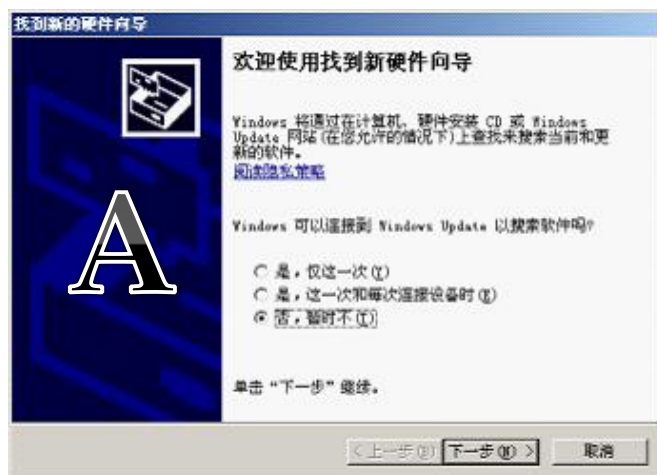 找到新的硬件向导
欢迎使用找到新硬件向导
Windows 将通过在计算机、硬件安装 CD 或 Windows
Update 网站(在您允许的情况下)上查找来搜索当前和更
新的软件。
阅读隐私策略
Windows 可以连接到 Windows Update 以搜索软件吗?
是，仅这一次(Y)
是，这一次和每次连接设备时(E)
否，暂时不(T)
A
单击“下一步”继续。
<上一步(B) 下一步(N) > 取消